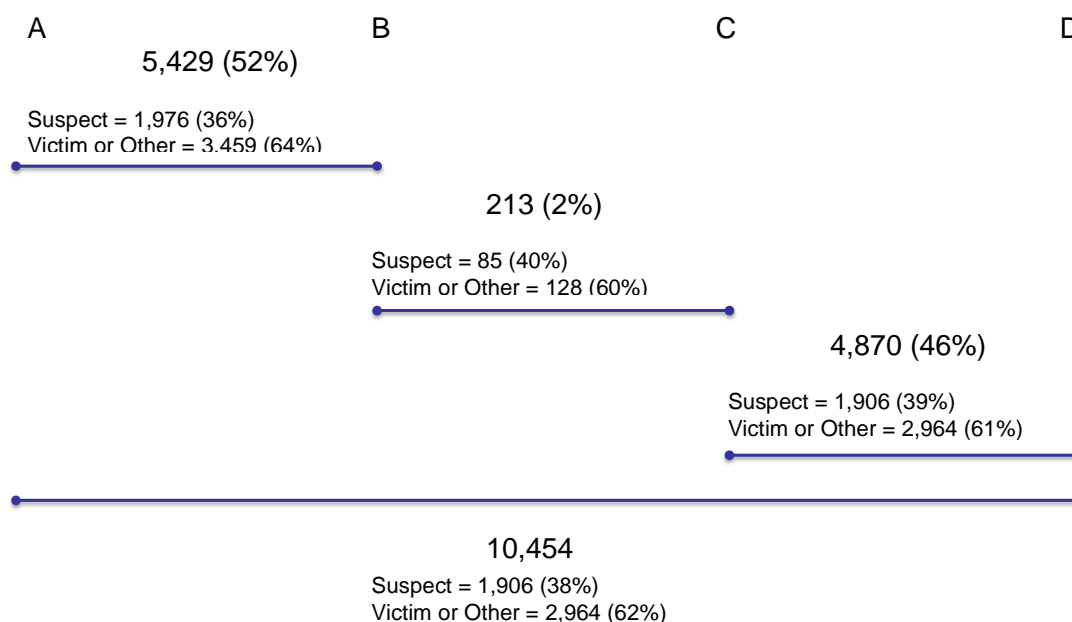 A B C D
5,429 (52%)
Suspect = 1,976 (36%)
Victim or Other = 3,459 (64%)
213 (2%)
Suspect = 85 (40%)
Victim or Other = 128 (60%)
4,870 (46%)
Suspect = 1,906 (39%)
Victim or Other = 2,964 (61%)
10,454
Suspect = 1,906 (38%)
Victim or Other = 2,964 (62%)